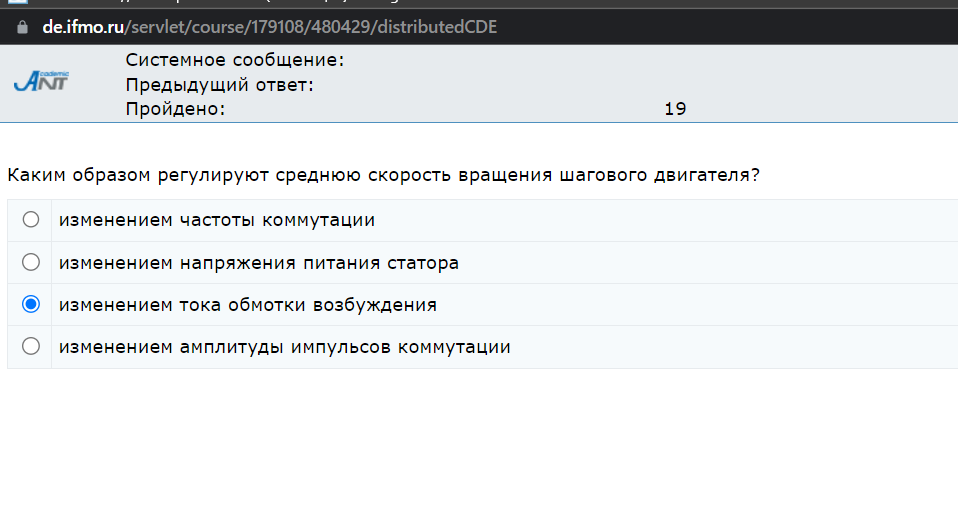 de.ifmo.ru/servlet/course/179108/480429/distributedCDE
Academic
ANT
Системное сообщение:
Предыдущий ответ:
Пройдено: 19
Каким образом регулируют среднюю скорость вращения шагового двигателя?
изменением частоты коммутации
изменением напряжения питания статора
изменением тока обмотки возбуждения
изменением амплитуды импульсов коммутации